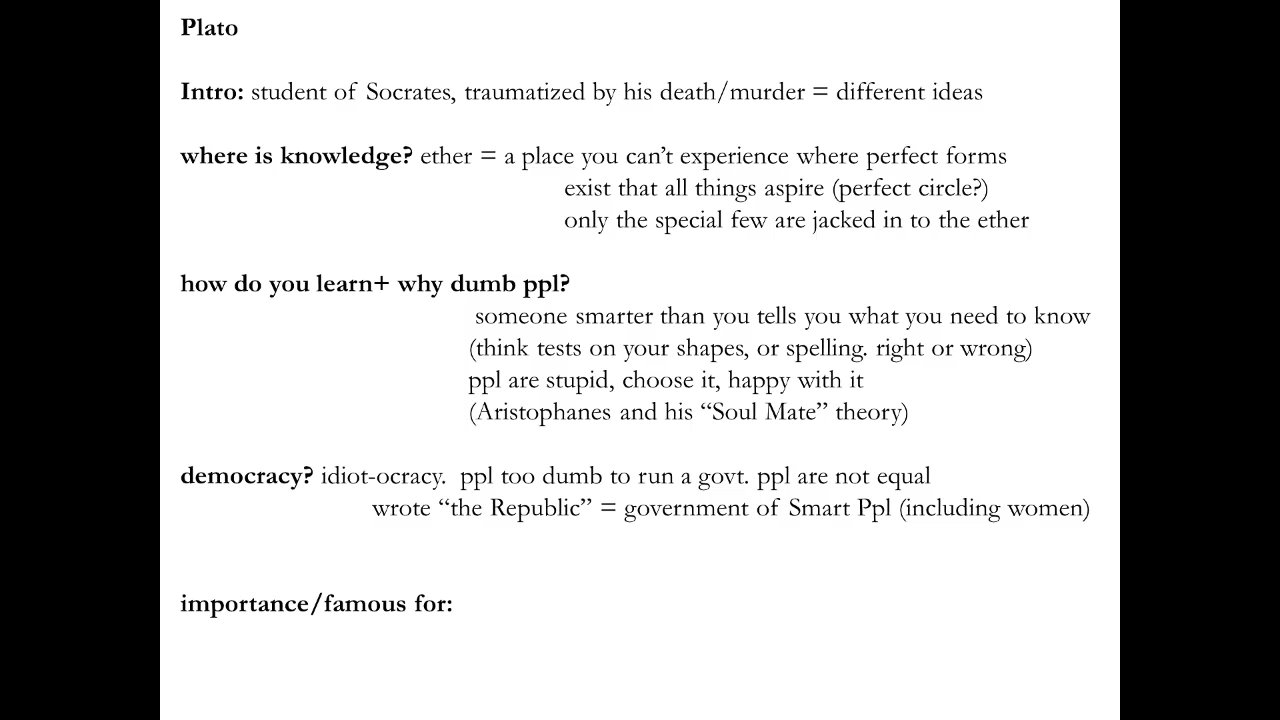 Plato
Intro: student of Socrates, traumatized by his death/murder = different ideas
where is knowledge? ether = a place you can’t experience where perfect forms
exist that all things aspire (perfect circle?)
only the special few are jacked in to the ether
how do you learn+ why dumb ppl?
someone smarter than you tells you what you need to know
(think tests on your shapes, or spelling. right or wrong)
ppl are stupid, choose it, happy with it
(Aristophanes and his “Soul Mate” theory)
democracy? idiot-ocracy.  ppl too dumb to run a govt. ppl are not equal
wrote “the Republic” = government of Smart Ppl (including women)
importance/famous for: